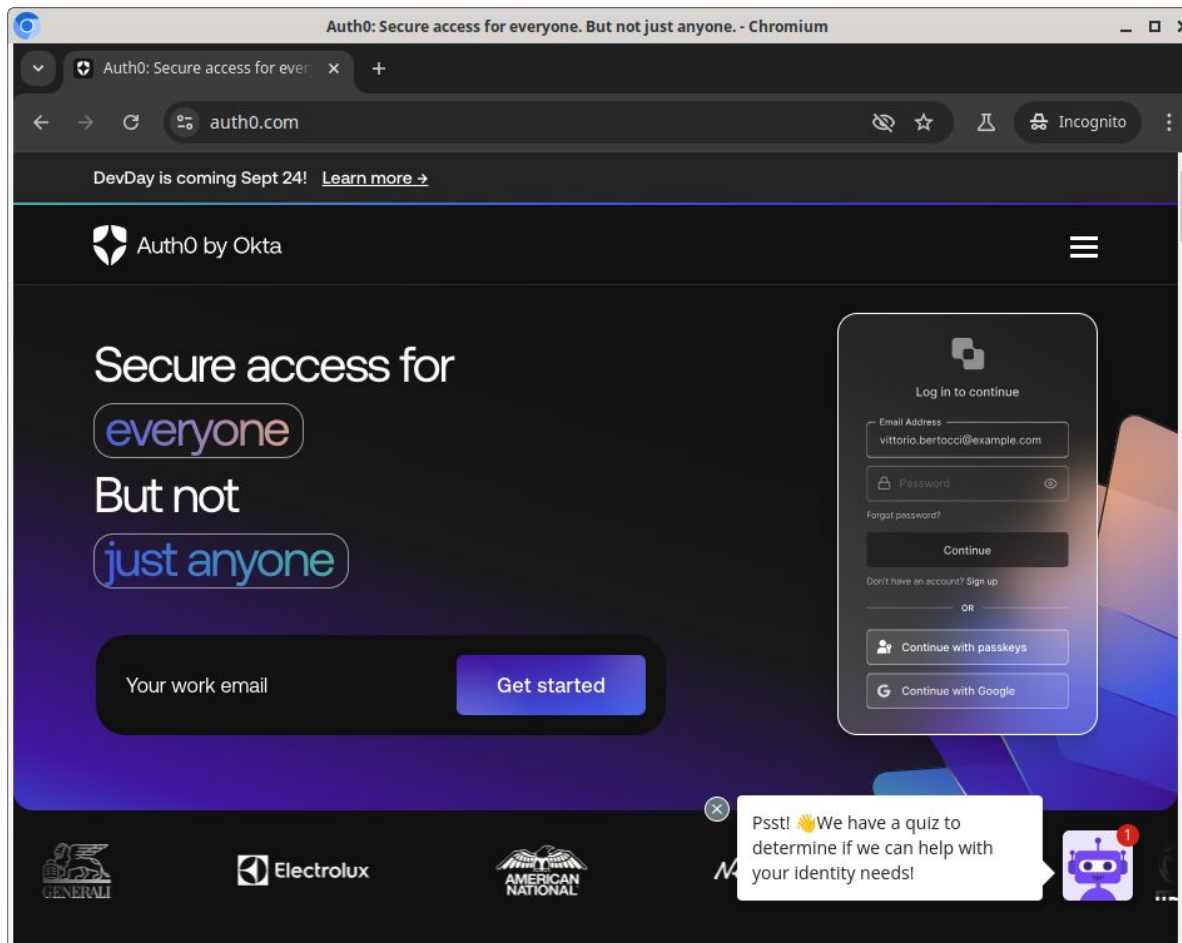 Auth0: Secure access for everyone. But not just anyone. - Chromium
Auth0: Secure access for ever
auth0.com
Incognito
DevDay is coming Sept 24! Learn more →
Auth0 by Okta
Secure access for
everyone
But not
just anyone
Log in to continue
Email Address
vittorio.bertocci@example.com
Password
Forgot password?
Continue
Don't have an account? Sign up
OR
Continue with passkeys
Continue with Google
Your work email
Get started
Psst! 👋We have a quiz to
determine if we can help with
your identity needs!
1
GENERALI
Electrolux
AMERICAN
NATIONAL